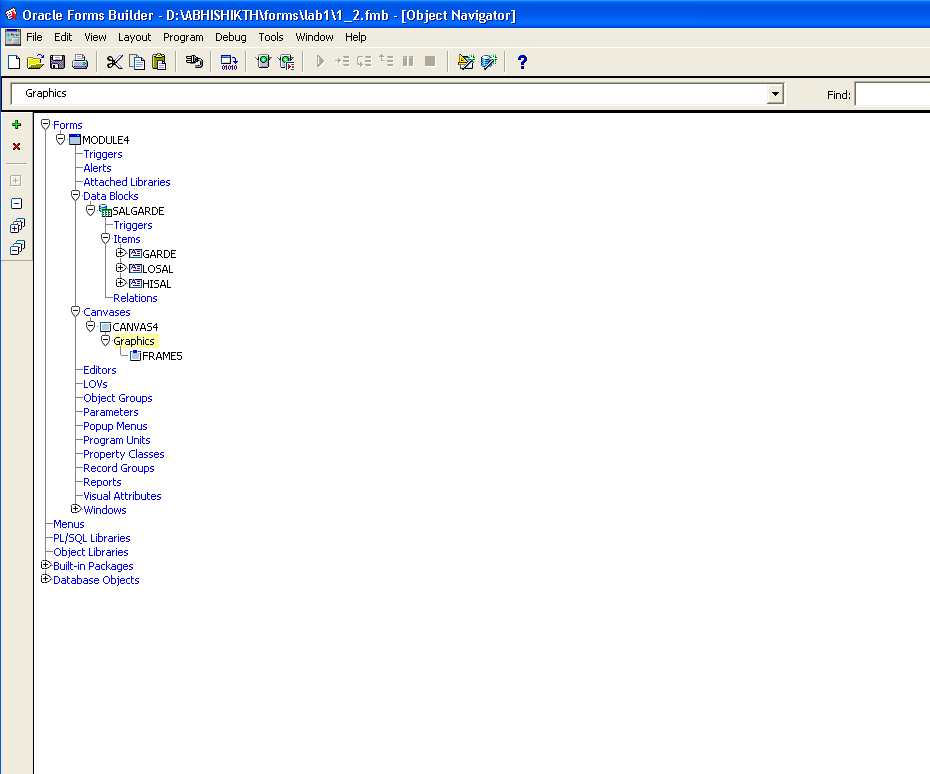 Oracle Forms Builder - D:\ABHISHIKTH\forms\lab1\1_2.fmb - [Object Navigator]
File Edit View Layout Program Debug Tools Window Help
Graphics
Find:
Forms
MODULE4
Triggers
Alerts
Attached Libraries
Data Blocks
SALGARDE
Triggers
Items
GARDE
LOSAL
HISAL
Relations
Canvases
CANVAS4
Graphics
FRAME5
Editors
LOVs
Object Groups
Parameters
Popup Menus
Program Units
Property Classes
Record Groups
Reports
Visual Attributes
Windows
Menus
PL/SQL Libraries
Object Libraries
Built-in Packages
Database Objects